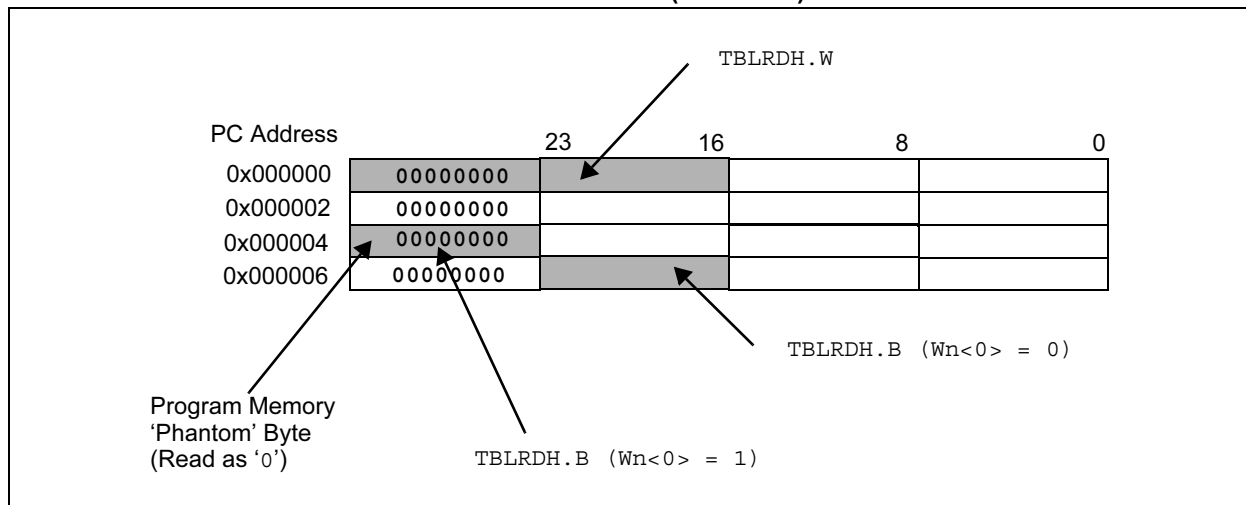 TBLRDH.W
PC Address
23 16 8 0
0x000000 00000000
0x000002 00000000
0x000004 00000000
0x000006 00000000
TBLRDH.B (Wn<0> = 0)
Program Memory
‘Phantom’ Byte
(Read as ‘0’)
TBLRDH.B (Wn<0> = 1)